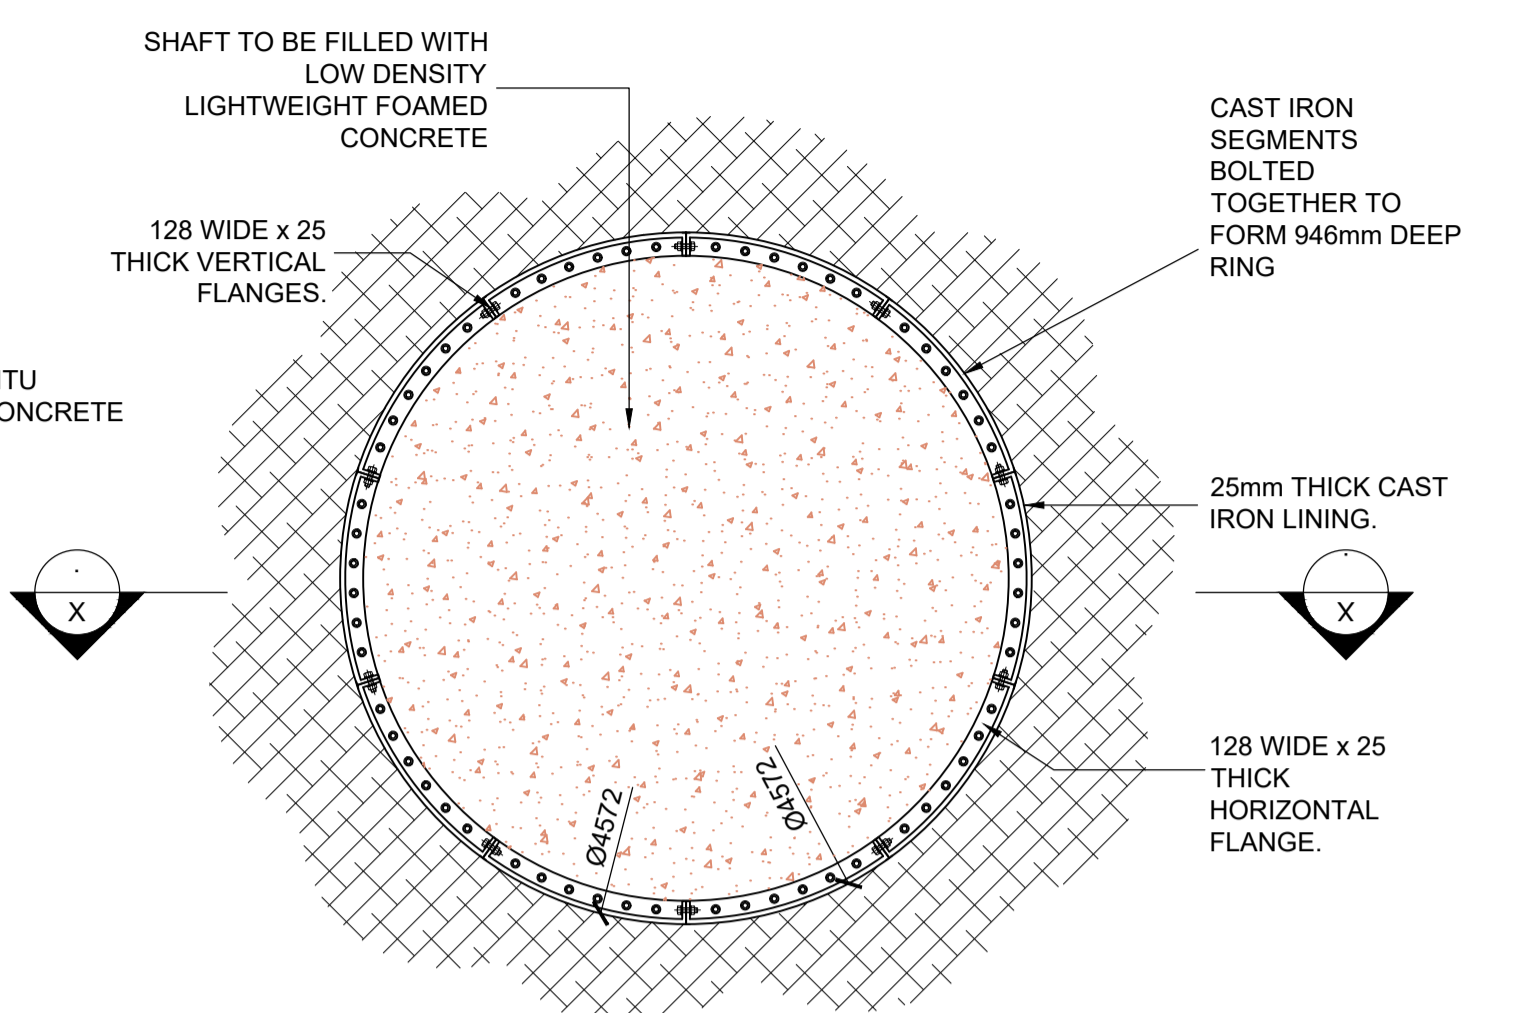 SHAFT TO BE FILLED WITH
LOW DENSITY
LIGHTWEIGHT FOAMED
CONCRETE
CAST IRON
SEGMENTS
BOLTED
TOGETHER TO
FORM 946mm DEEP
RING
128 WIDE x 25
THICK VERTICAL
FLANGES.
ITU
ONCRETE
25mm THICK CAST
IRON LINING.
X
X
128 WIDE x 25
THICK
HORIZONTAL
FLANGE.
Ø4572
Ø4572